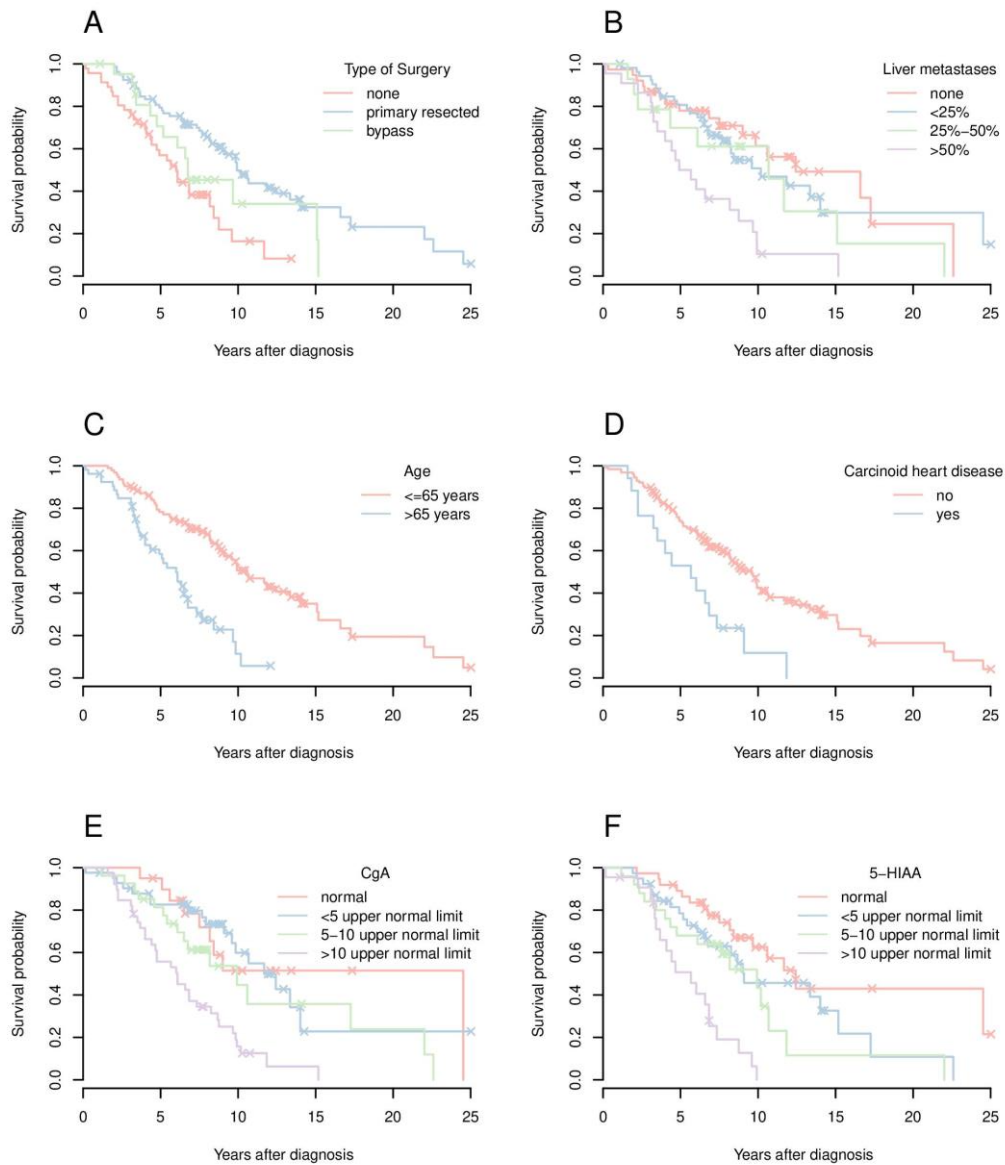 A
B
Type of Surgery
none
primary resected
bypass
Survival probability
1.0
0.8
0.6
0.4
0.2
0.0
0 5 10 15 20 25
Years after diagnosis
Liver metastases
none
<25%
25%−50%
>50%
Survival probability
1.0
0.8
0.6
0.4
0.2
0.0
0 5 10 15 20 25
Years after diagnosis
C
D
Age
<=65 years
>65 years
Survival probability
1.0
0.8
0.6
0.4
0.2
0.0
0 5 10 15 20 25
Years after diagnosis
Carcinoid heart disease
no
yes
Survival probability
1.0
0.8
0.6
0.4
0.2
0.0
0 5 10 15 20 25
Years after diagnosis
E
F
CgA
normal
<5 upper normal limit
5−10 upper normal limit
>10 upper normal limit
Survival probability
1.0
0.8
0.6
0.4
0.2
0.0
0 5 10 15 20 25
Years after diagnosis
5−HIAA
normal
<5 upper normal limit
5−10 upper normal limit
>10 upper normal limit
Survival probability
1.0
0.8
0.6
0.4
0.2
0.0
0 5 10 15 20 25
Years after diagnosis